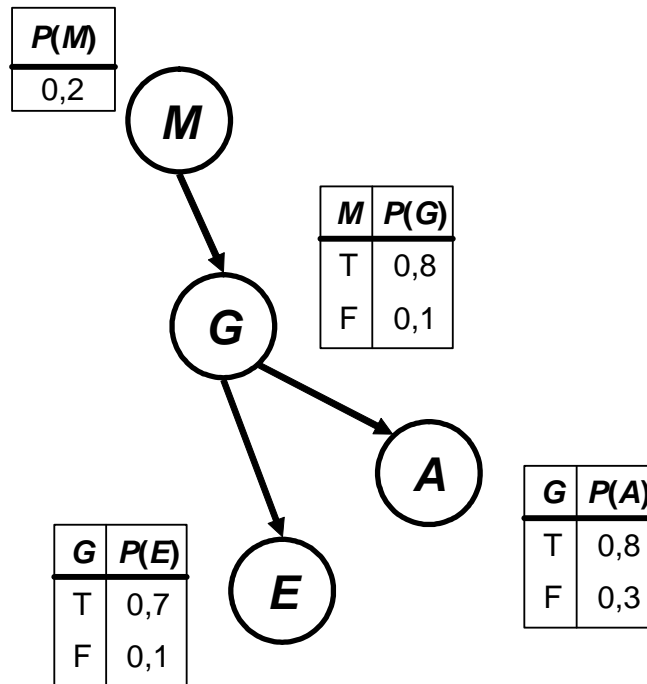 P(M)
0,2
M
M P(G)
T 0,8
F 0,1
G
A
G P(A)
T 0,8
F 0,3
G P(E)
T 0,7
F 0,1
E